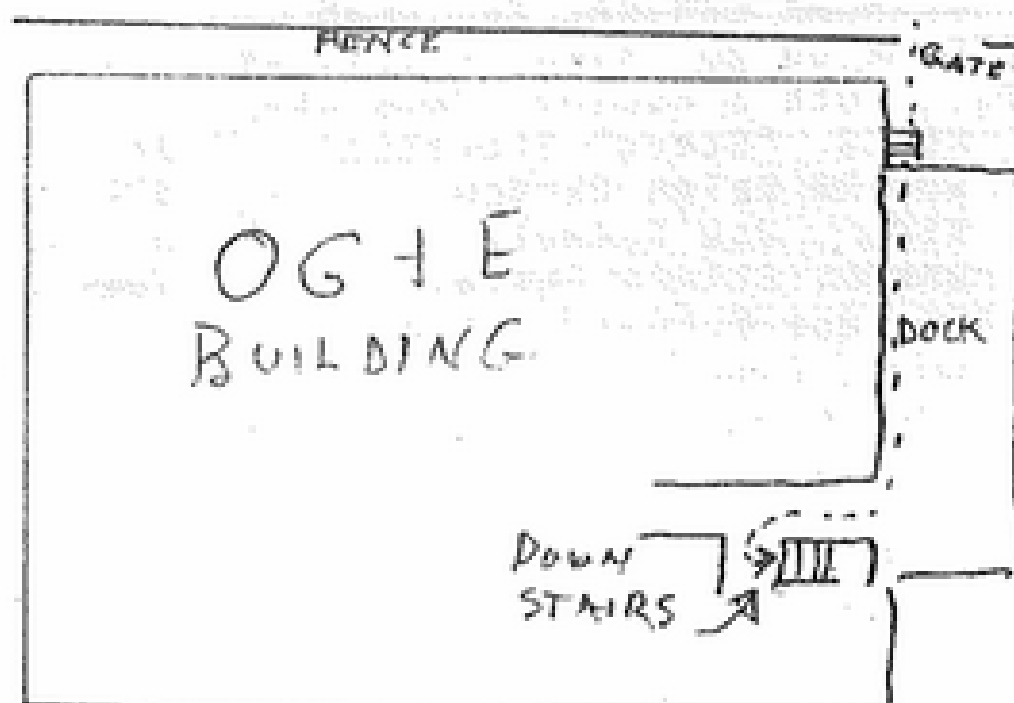 FENCE
GATE
OG+E
BUILDING
DOCK
DOWN
STAIRS